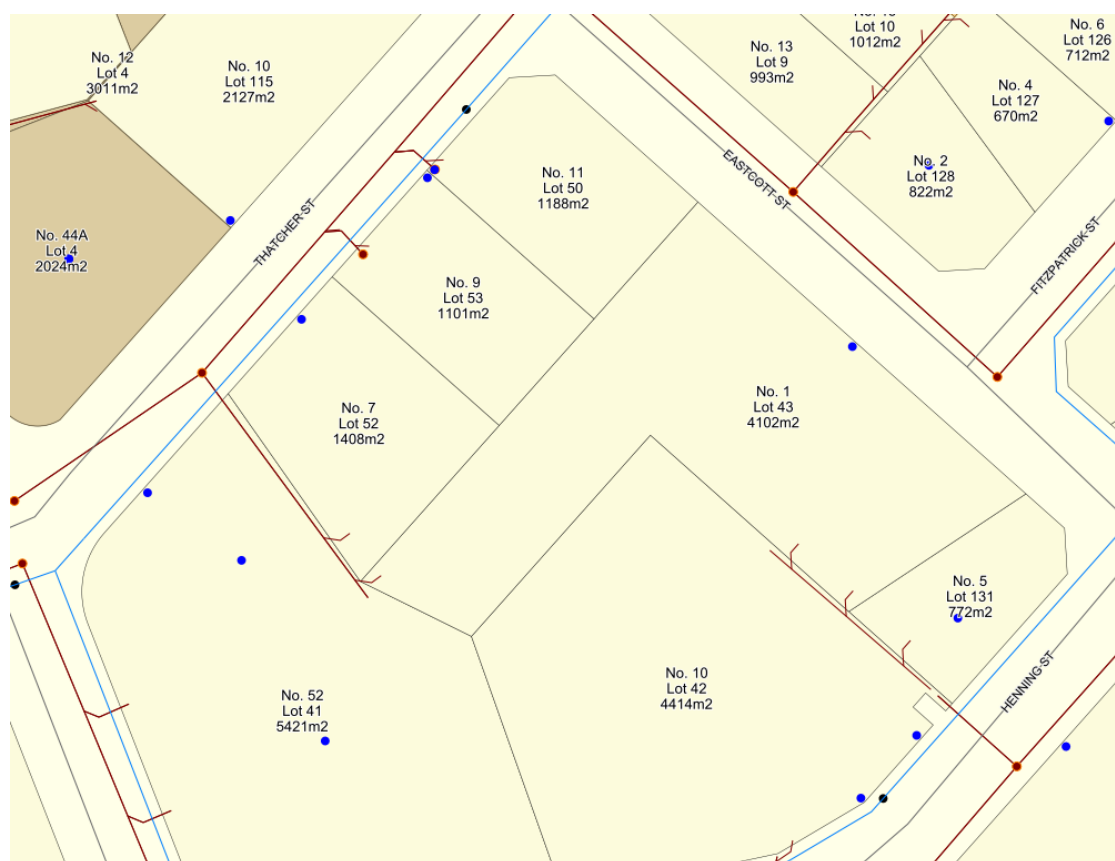 No. 12
Lot 4
3011m2
No. 10
Lot 115
2127m2
No. 13
Lot 9
993m2
Lot 10
1012m2
No. 6
Lot 126
712m2
No. 4
Lot 127
670m2
No. 2
Lot 128
822m2
EASTCOTT ST
FITZPATRICK ST
THATCHER ST
No. 44A
Lot 4
2024m2
No. 11
Lot 50
1188m2
No. 9
Lot 53
1101m2
No. 7
Lot 52
1408m2
No. 1
Lot 43
4102m2
No. 5
Lot 131
772m2
No. 52
Lot 41
5421m2
No. 10
Lot 42
4414m2
HENNING ST